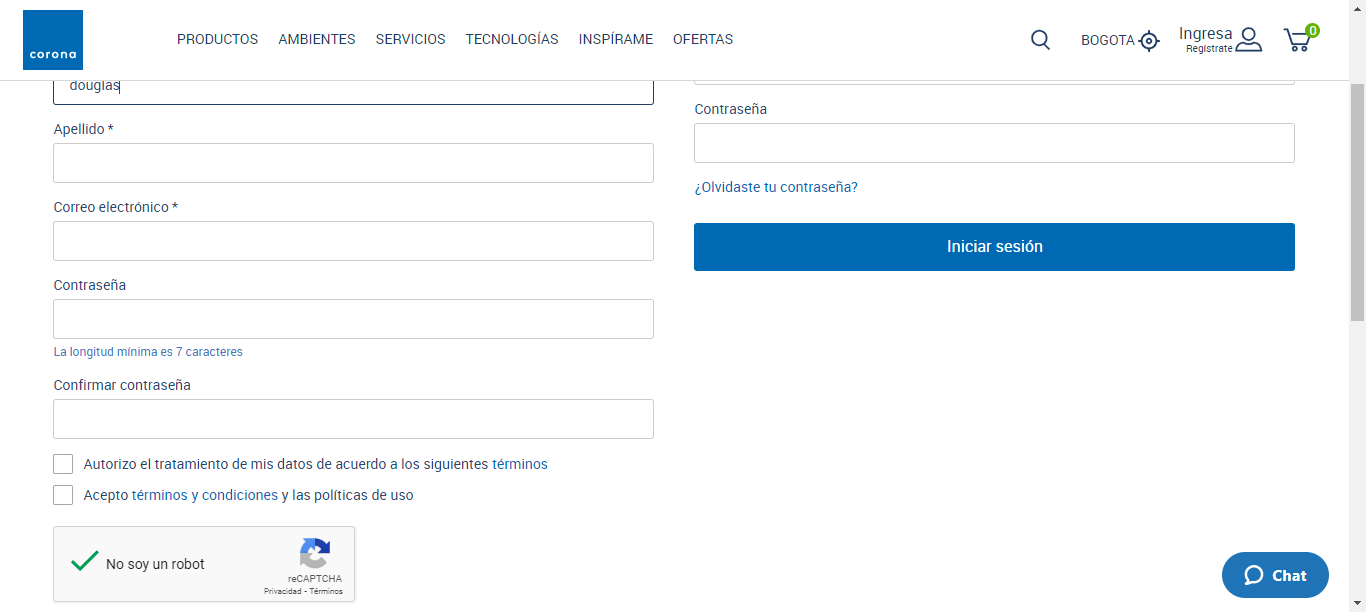 corona
PRODUCTOS AMBIENTES SERVICIOS TECNOLOGÍAS INSPÍRAME OFERTAS
BOGOTA
Ingresa
Regístrate
0
douglas
Apellido *
Correo electrónico *
Contraseña
La longitud mínima es 7 caracteres
Confirmar contraseña
Autorizo el tratamiento de mis datos de acuerdo a los siguientes términos
Acepto términos y condiciones y las políticas de uso
No soy un robot
reCAPTCHA
Privacidad - Términos
Contraseña
¿Olvidaste tu contraseña?
Iniciar sesión
Chat